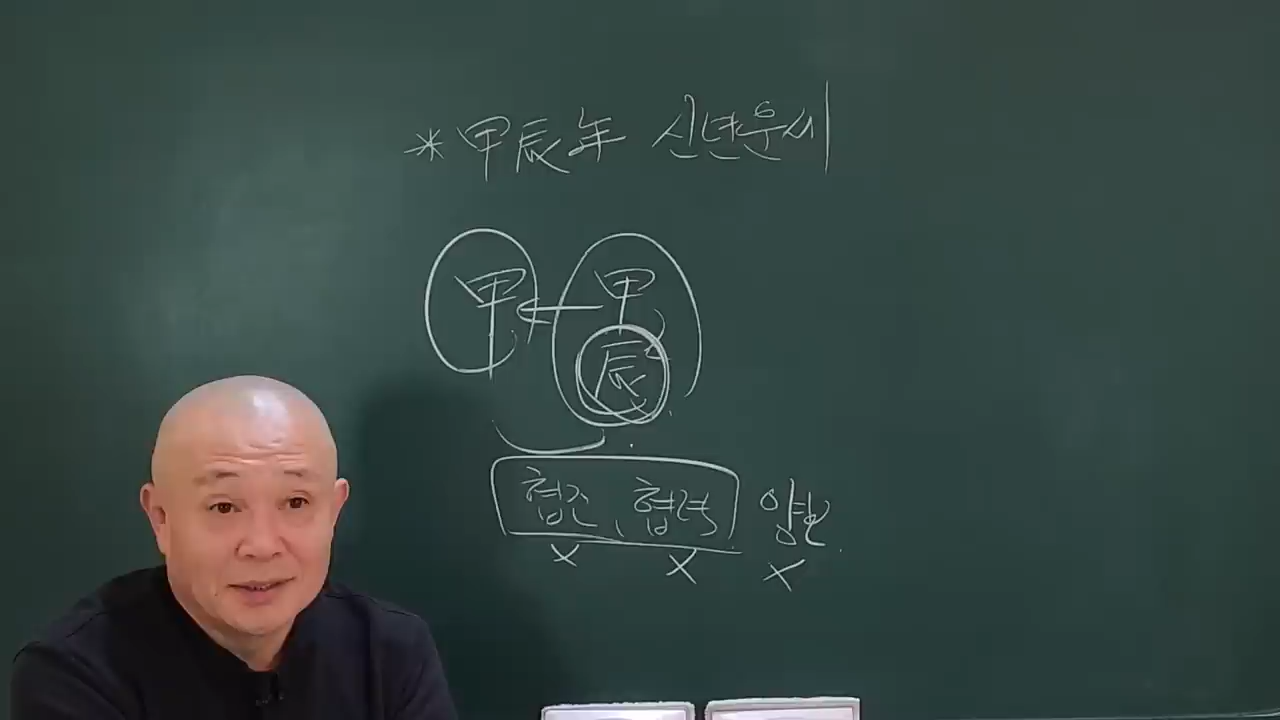 * 甲辰年 신년운세
甲 ← 甲
辰
협조, 협력 양보
x x x